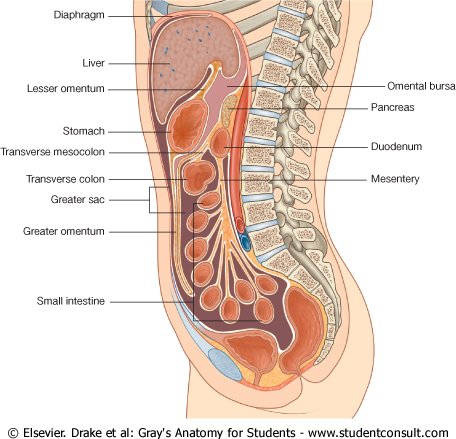 Diaphragm
Liver
Lesser omentum
Stomach
Transverse mesocolon
Transverse colon
Greater sac
Greater omentum
Small intestine
Omental bursa
Pancreas
Duodenum
Mesentery
© Elsevier. Drake et al: Gray's Anatomy for Students - www.studentconsult.com